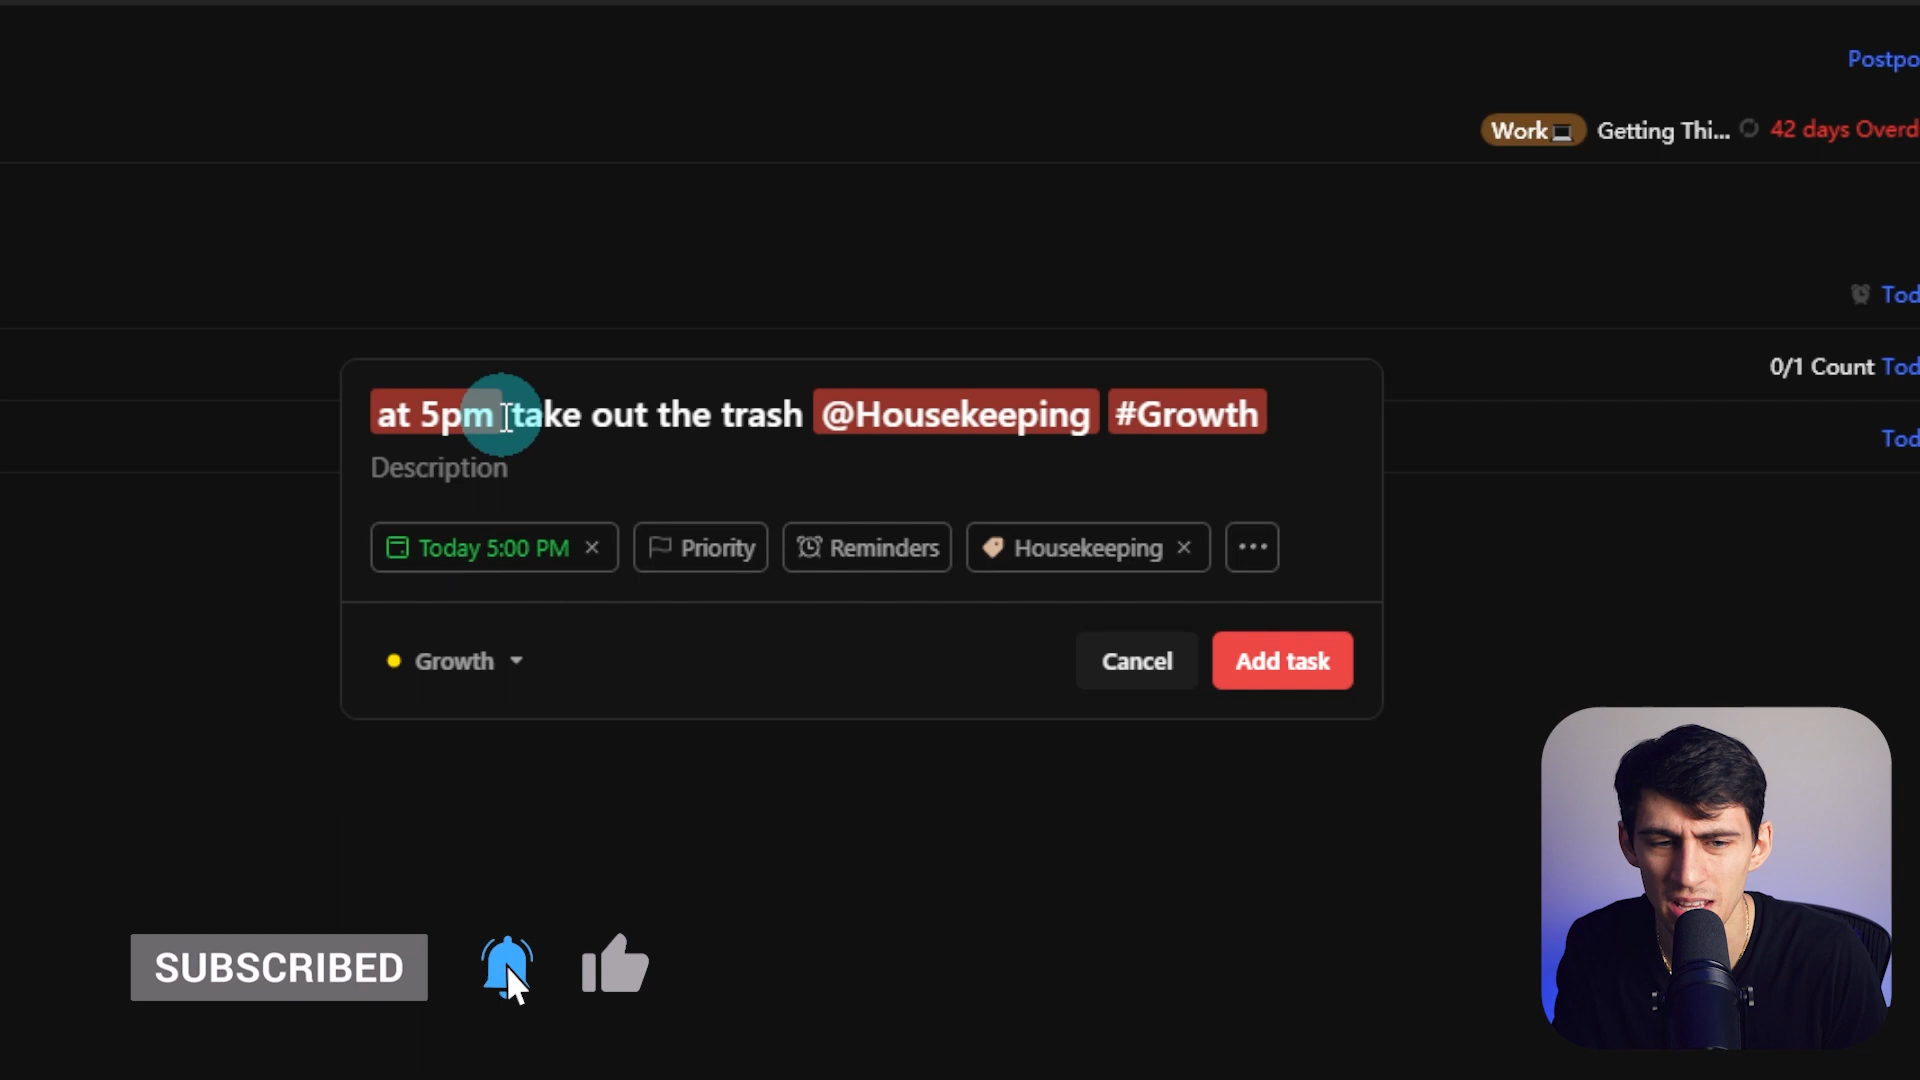 Postpo
Work Getting Thi... 42 days Overd
Tod
0/1 Count Tod
at 5pm take out the trash @Housekeeping #Growth
Tod
Description
Today 5:00 PM × Priority Reminders Housekeeping × ...
Growth Cancel Add task
SUBSCRIBED